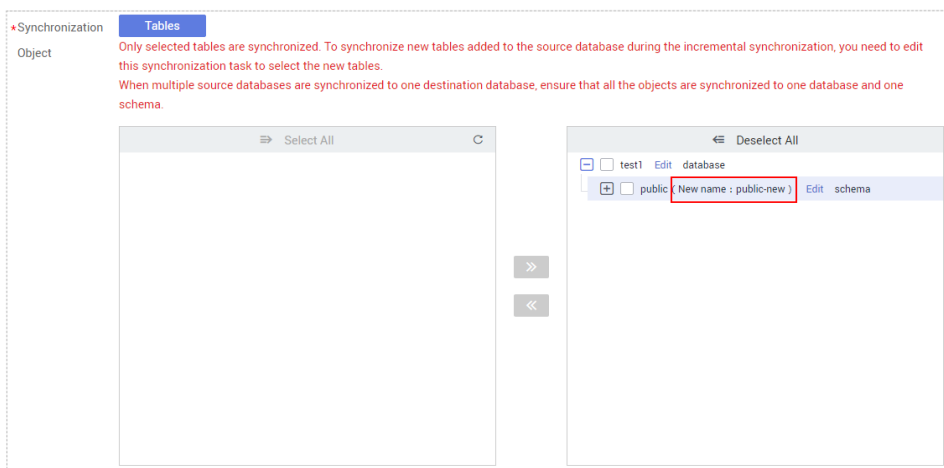 *Synchronization Object
Tables
Only selected tables are synchronized. To synchronize new tables added to the source database during the incremental synchronization, you need to edit
this synchronization task to select the new tables.
When multiple source databases are synchronized to one destination database, ensure that all the objects are synchronized to one database and one
schema.
Select All
Deselect All
test1 Edit database
public ( New name : public-new ) Edit schema